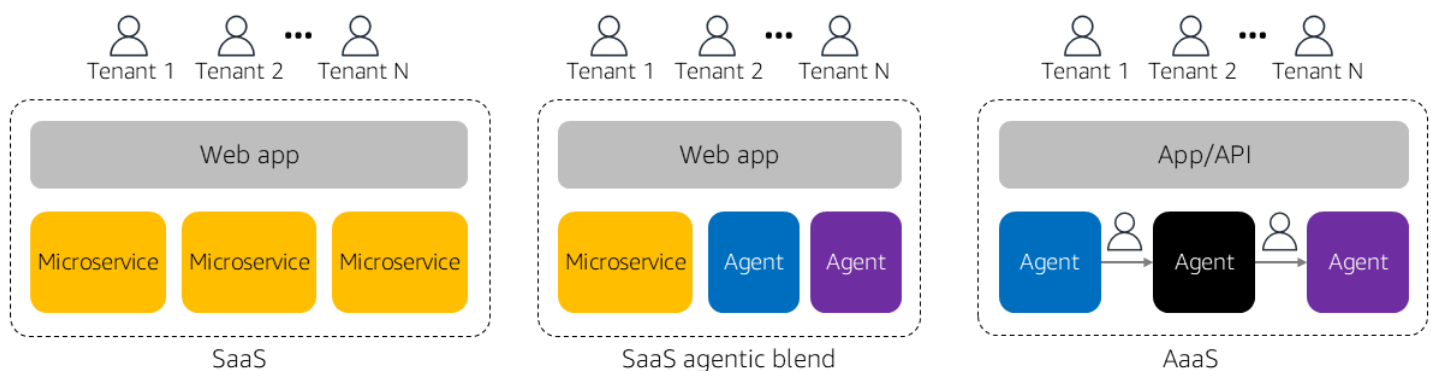 Tenant 1 Tenant 2 ... Tenant N
Web app
Microservice Microservice Microservice
SaaS
Tenant 1 Tenant 2 ... Tenant N
Web app
Microservice Agent Agent
SaaS agentic blend
Tenant 1 Tenant 2 ... Tenant N
App/API
Agent Agent Agent
AaaS